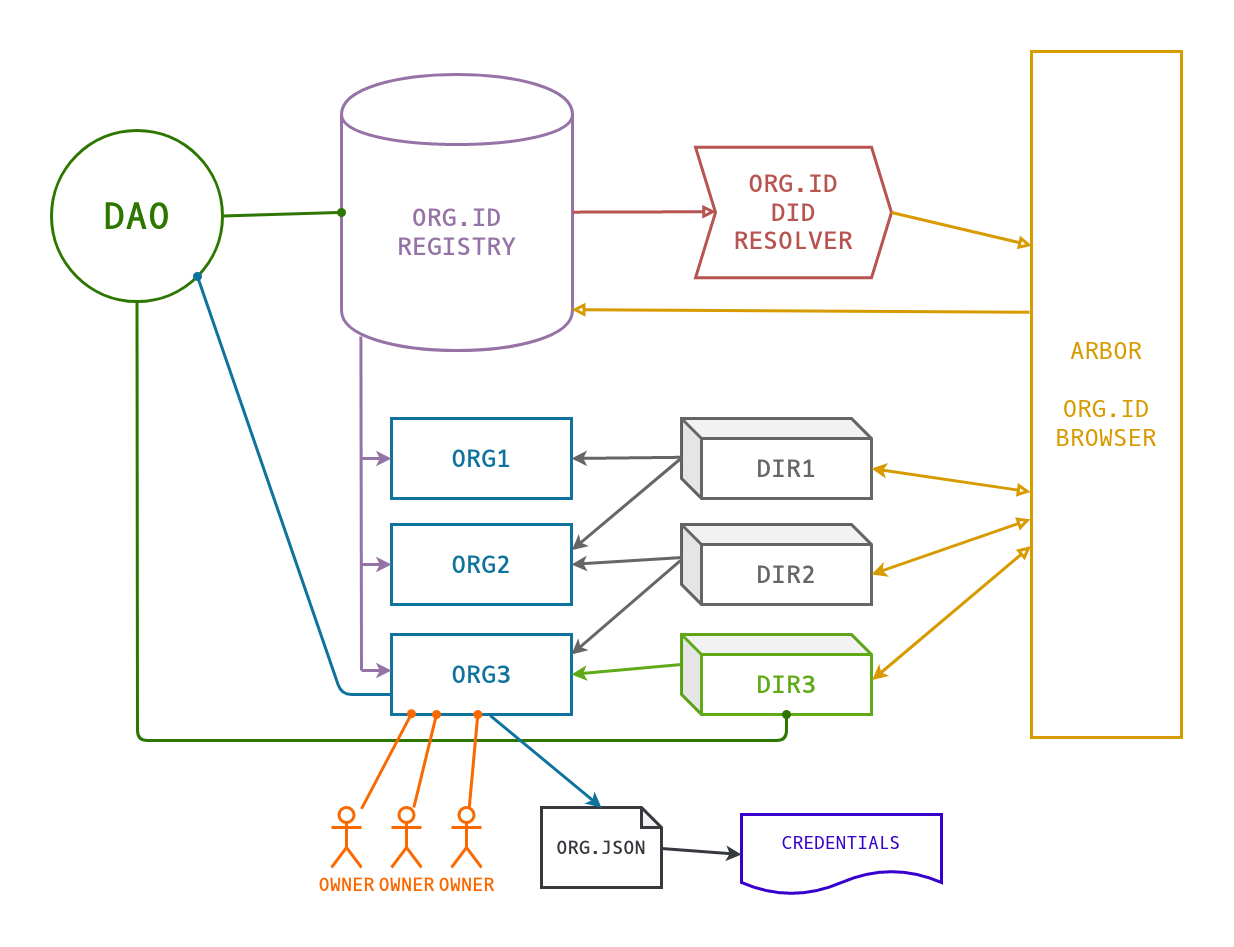 DAO
ORG.ID
REGISTRY
ORG.ID
DID
RESOLVER
ARBOR
ORG.ID
BROWSER
ORG1
DIR1
ORG2
DIR2
ORG3
DIR3
OWNER OWNER OWNER
ORG.JSON
CREDENTIALS